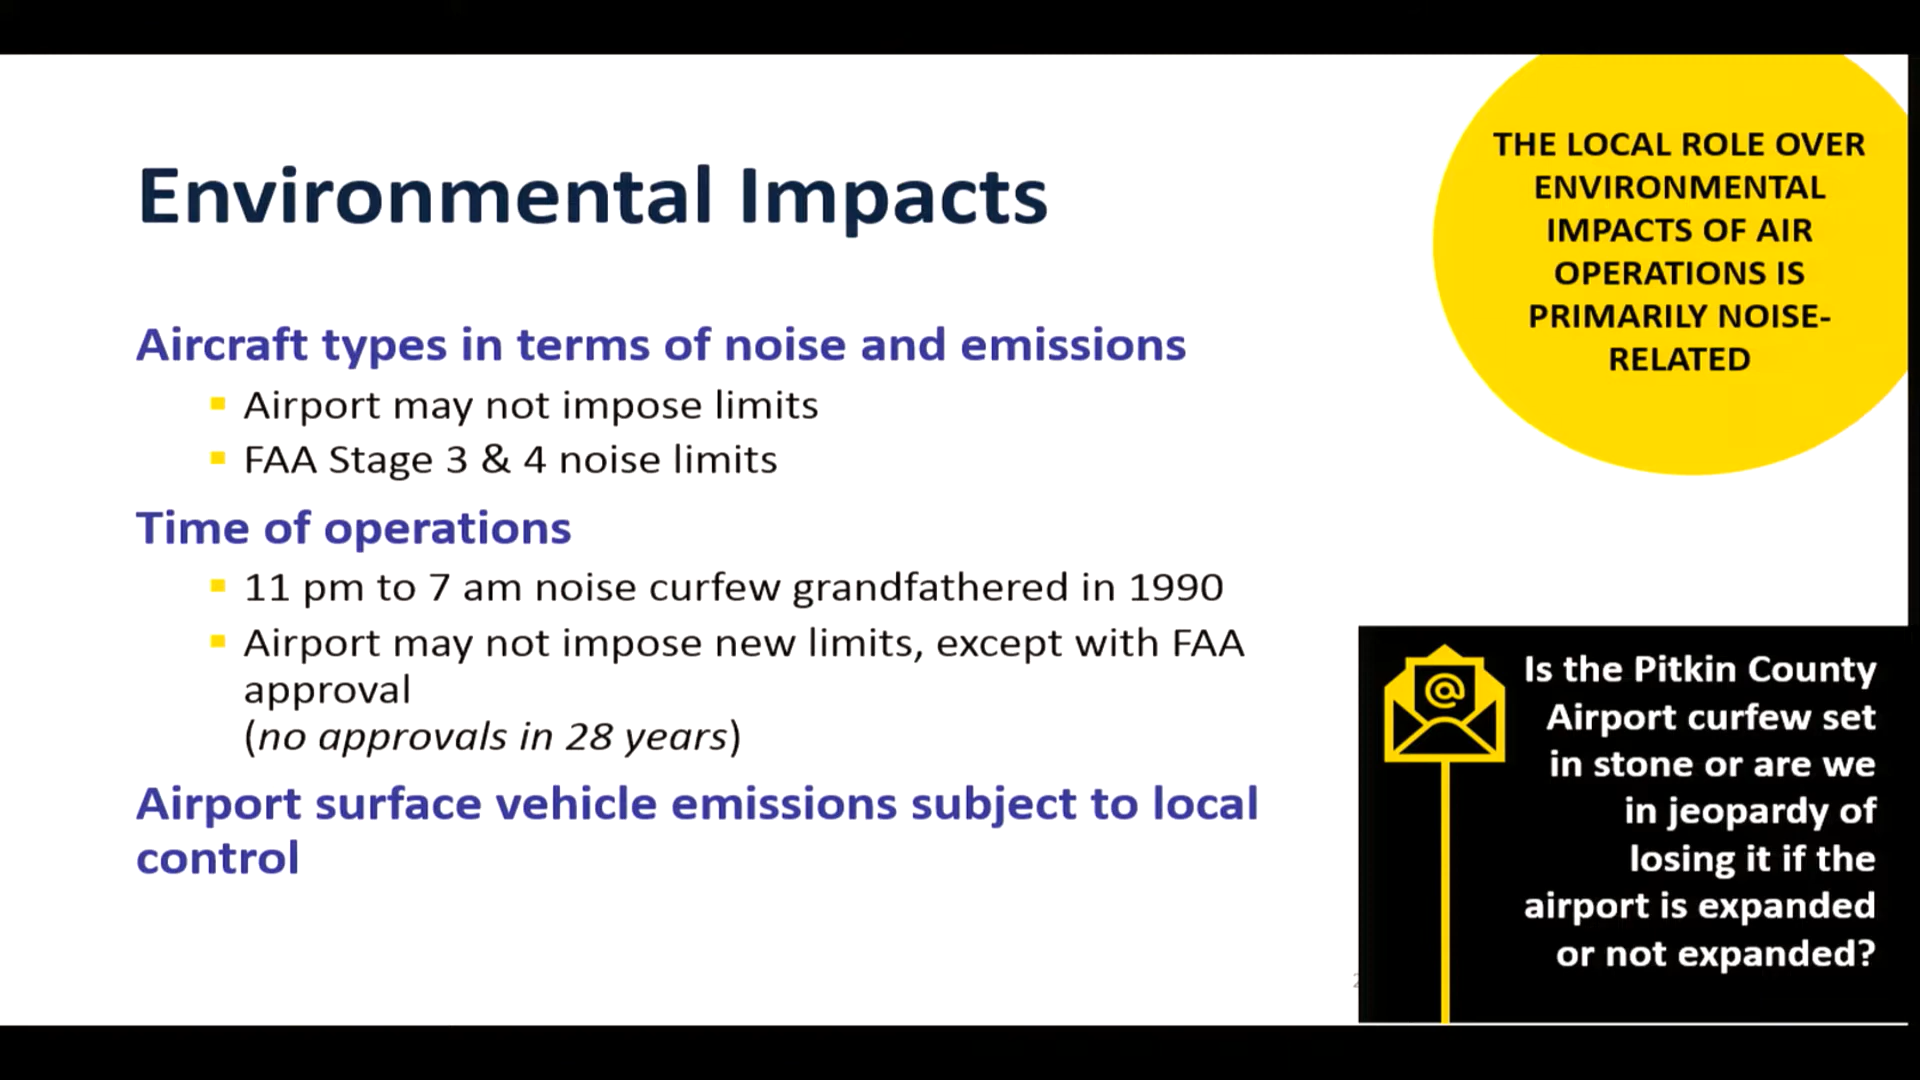 Environmental Impacts
Aircraft types in terms of noise and emissions
Airport may not impose limits
FAA Stage 3 & 4 noise limits
Time of operations
11 pm to 7 am noise curfew grandfathered in 1990
Airport may not impose new limits, except with FAA
approval
(no approvals in 28 years)
Airport surface vehicle emissions subject to local
control
THE LOCAL ROLE OVER
ENVIRONMENTAL
IMPACTS OF AIR
OPERATIONS IS
PRIMARILY NOISE-
RELATED
@
Is the Pitkin County
Airport curfew set
in stone or are we
in jeopardy of
losing it if the
airport is expanded
or not expanded?